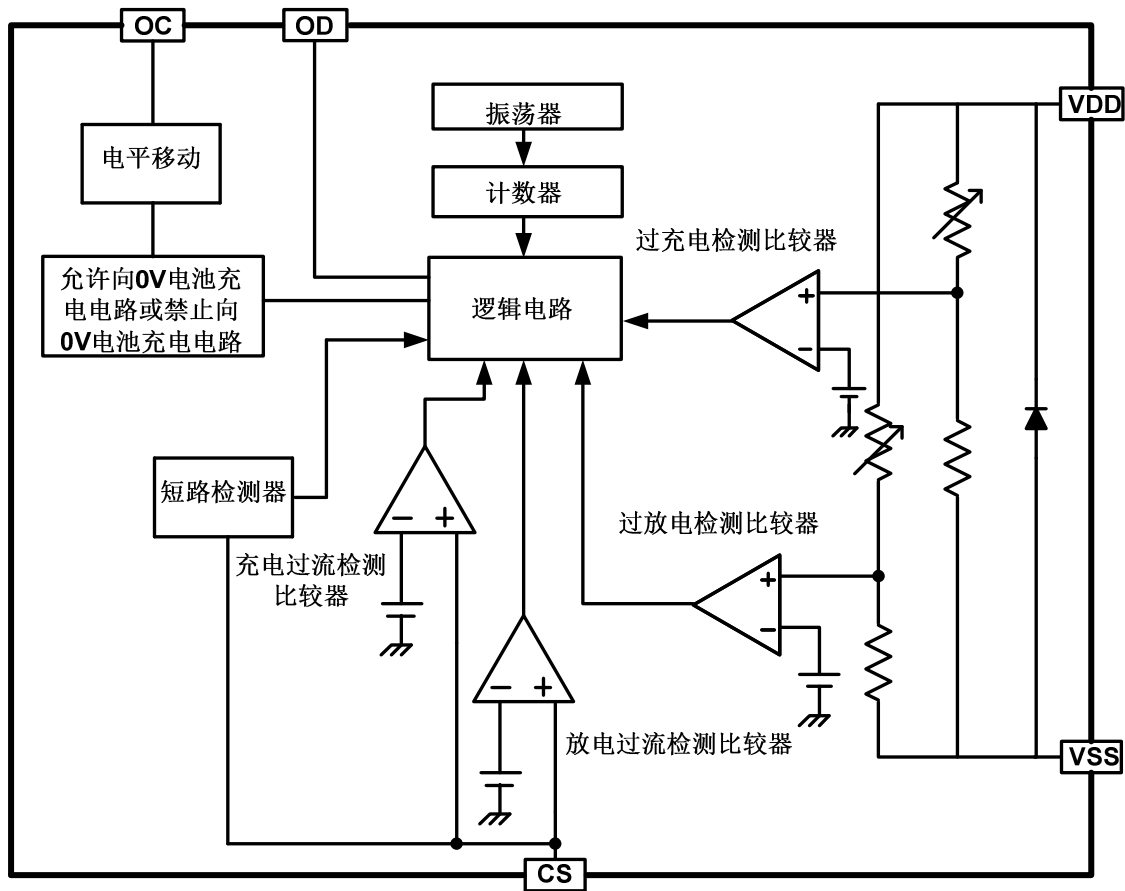 OC
OD
振荡器
VDD
电平移动
计数器
过充电检测比较器
允许向0V电池充
电电路或禁止向
0V电池充电电路
逻辑电路
+
−
短路检测器
− +
过放电检测比较器
充电过流检测
比较器
+
−
− +
放电过流检测比较器
VSS
CS